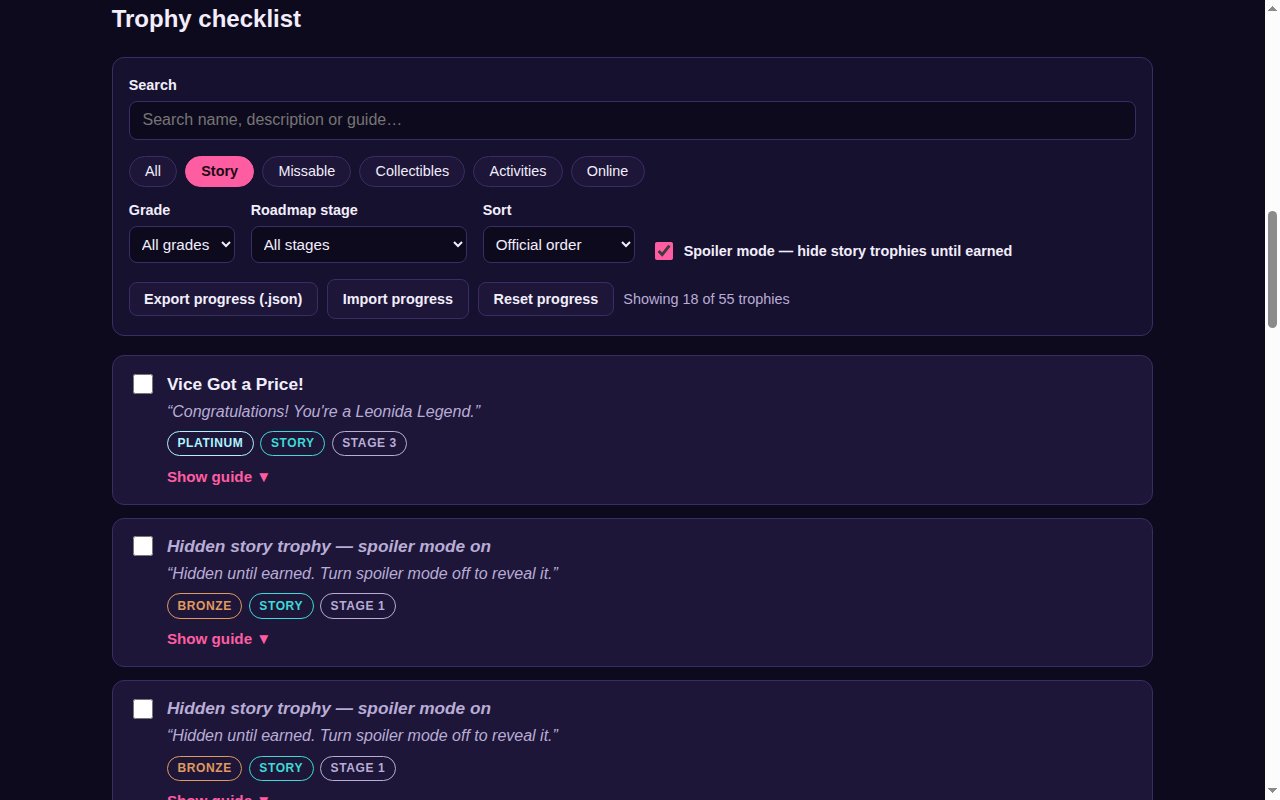 Trophy checklist
Search
Search name, description or guide…
All Story Missable Collectibles Activities Online
Grade Roadmap stage Sort
All grades All stages Official order Spoiler mode — hide story trophies until earned
Export progress (.json) Import progress Reset progress Showing 18 of 55 trophies
Vice Got a Price!
“Congratulations! You're a Leonida Legend.”
PLATINUM STORY STAGE 3
Show guide ▼
Hidden story trophy — spoiler mode on
“Hidden until earned. Turn spoiler mode off to reveal it.”
BRONZE STORY STAGE 1
Show guide ▼
Hidden story trophy — spoiler mode on
“Hidden until earned. Turn spoiler mode off to reveal it.”
BRONZE STORY STAGE 1
Show guide ▼